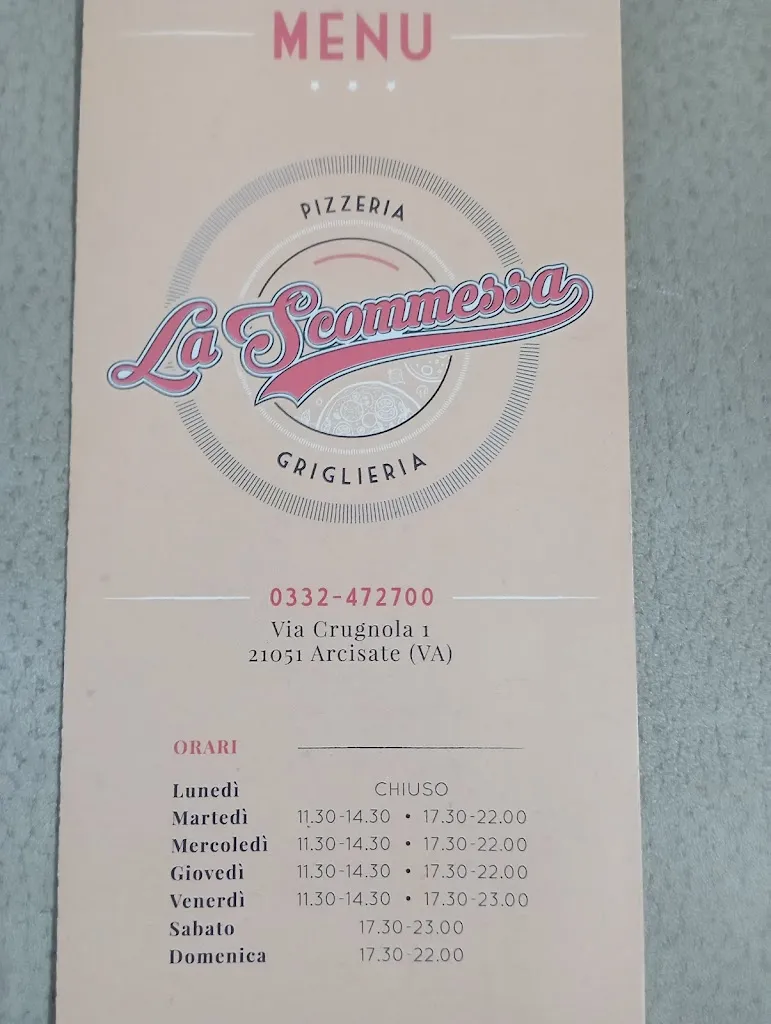 MENU
PIZZERIA
La Scommessa
GRIGLIERIA
0332-472700
Via Crugnola 1
21051 Arcisate (VA)
ORARI
Lunedì CHIUSO
Martedì 11.30-14.30 • 17.30-22.00
Mercoledì 11.30-14.30 • 17.30-22.00
Giovedì 11.30-14.30 • 17.30-22.00
Venerdì 11.30-14.30 • 17.30-23.00
Sabato 17.30-23.00
Domenica 17.30-22.00